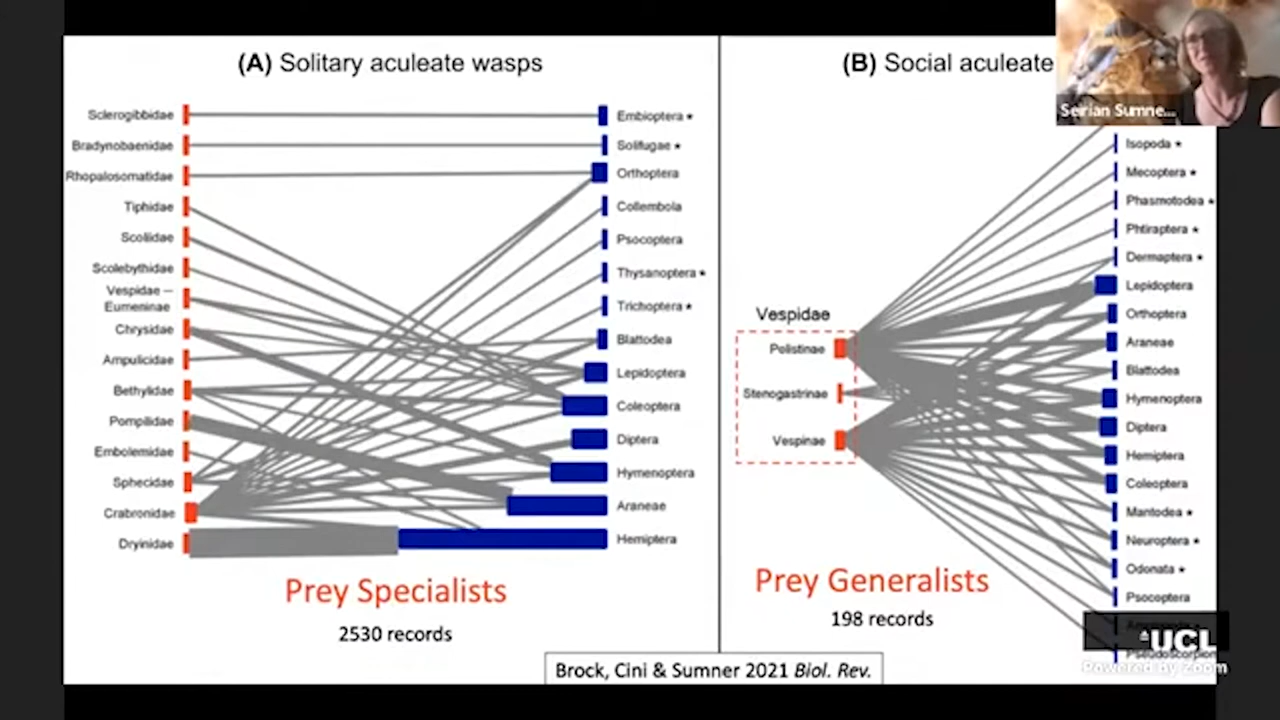 (A) Solitary aculeate wasps
Sclerogibbidae
Bradynobaenidae
Rhopalosomatidae
Tiphidae
Scoliidae
Scolebythidae
Vespidae –
Eumeninae
Chrysidae
Ampulicidae
Bethylidae
Pompilidae
Embolemidae
Sphecidae
Crabronidae
Dryinidae
Embioptera ★
Solifugae ★
Orthoptera
Collembola
Psocoptera
Thysanoptera ★
Trichoptera ★
Blattodea
Lepidoptera
Coleoptera
Diptera
Hymenoptera
Araneae
Hemiptera
Prey Specialists
2530 records
(B) Social aculeate
Vespidae
Polistinae
Stenogastrinae
Vespinae
Isopoda ★
Mecoptera ★
Phasmotodea ★
Phtiraptera ★
Dermaptera ★
Lepidoptera
Orthoptera
Araneae
Blattodea
Hymenoptera
Diptera
Hemiptera
Coleoptera
Mantodea ★
Neuroptera ★
Odonata ★
Psocoptera
Pseudoscorpion
Prey Generalists
198 records
Brock, Cini & Sumner 2021 Biol. Rev.
Seirian Sumne...
UCL
Powered by Zoom